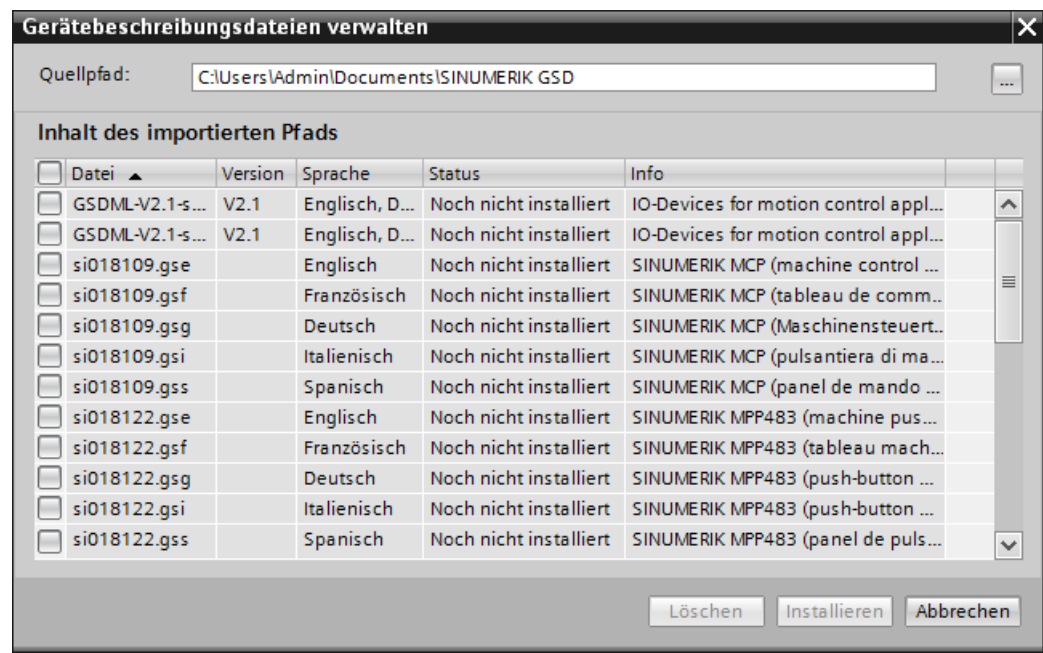 Gerätebeschreibungsdateien verwalten
Quellpfad: C:\Users\Admin\Documents\SINUMERIK GSD ...
Inhalt des importierten Pfads
Datei Version Sprache Status Info
GSDML-V2.1-s... V2.1 Englisch, D... Noch nicht installiert IO-Devices for motion control appl...
GSDML-V2.1-s... V2.1 Englisch, D... Noch nicht installiert IO-Devices for motion control appl...
si018109.gse Englisch Noch nicht installiert SINUMERIK MCP (machine control ...
si018109.gsf Französisch Noch nicht installiert SINUMERIK MCP (tableau de comm...
si018109.gsg Deutsch Noch nicht installiert SINUMERIK MCP (Maschinensteuert...
si018109.gsi Italienisch Noch nicht installiert SINUMERIK MCP (pulsantiera di ma...
si018109.gss Spanisch Noch nicht installiert SINUMERIK MCP (panel de mando ...
si018122.gse Englisch Noch nicht installiert SINUMERIK MPP483 (machine pus...
si018122.gsf Französisch Noch nicht installiert SINUMERIK MPP483 (tableau mach...
si018122.gsg Deutsch Noch nicht installiert SINUMERIK MPP483 (push-button ...
si018122.gsi Italienisch Noch nicht installiert SINUMERIK MPP483 (push-button ...
si018122.gss Spanisch Noch nicht installiert SINUMERIK MPP483 (panel de puls...
Löschen Installieren Abbrechen